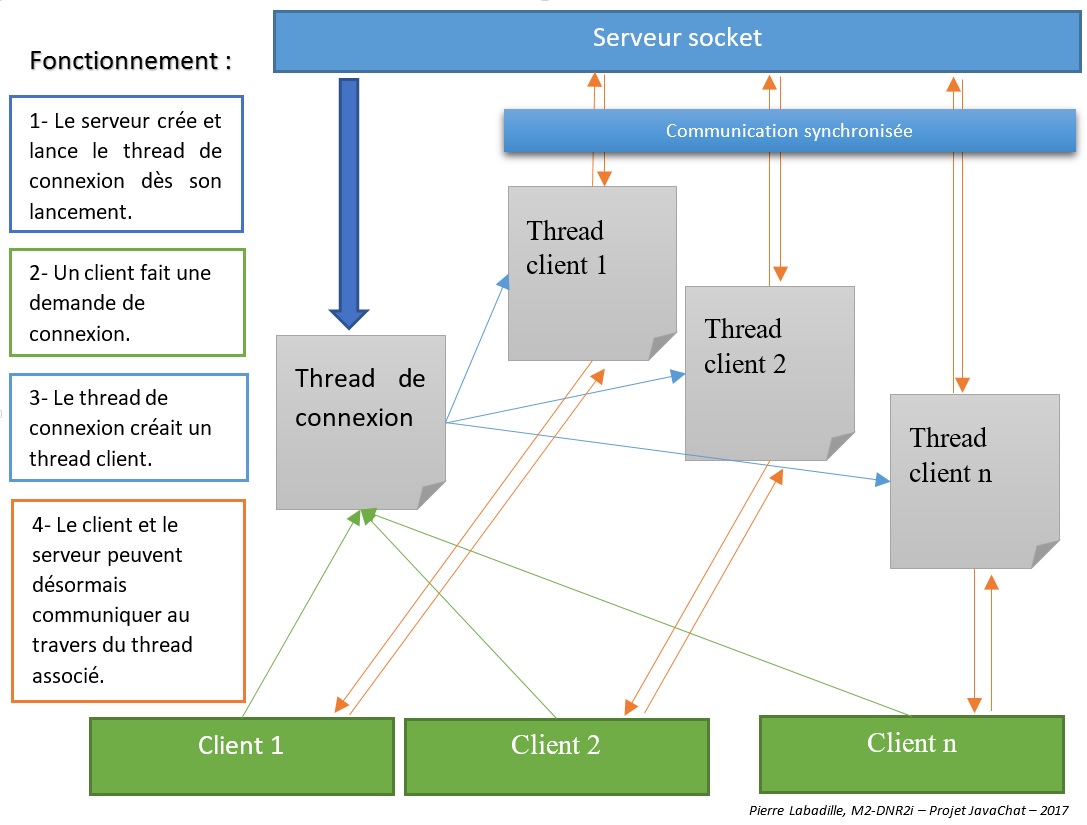 Serveur socket
Fonctionnement :
1- Le serveur crée et
lance le thread de
connexion dès son
lancement.
Communication synchronisée
Thread
client 1
2- Un client fait une
demande de
connexion.
Thread
client 2
Thread de
connexion
3- Le thread de
connexion créait un
thread client.
Thread
client n
4- Le client et le
serveur peuvent
désormais
communiquer au
travers du thread
associé.
Client 1
Client 2
Client n
Pierre Labadille, M2-DNR2i – Projet JavaChat – 2017